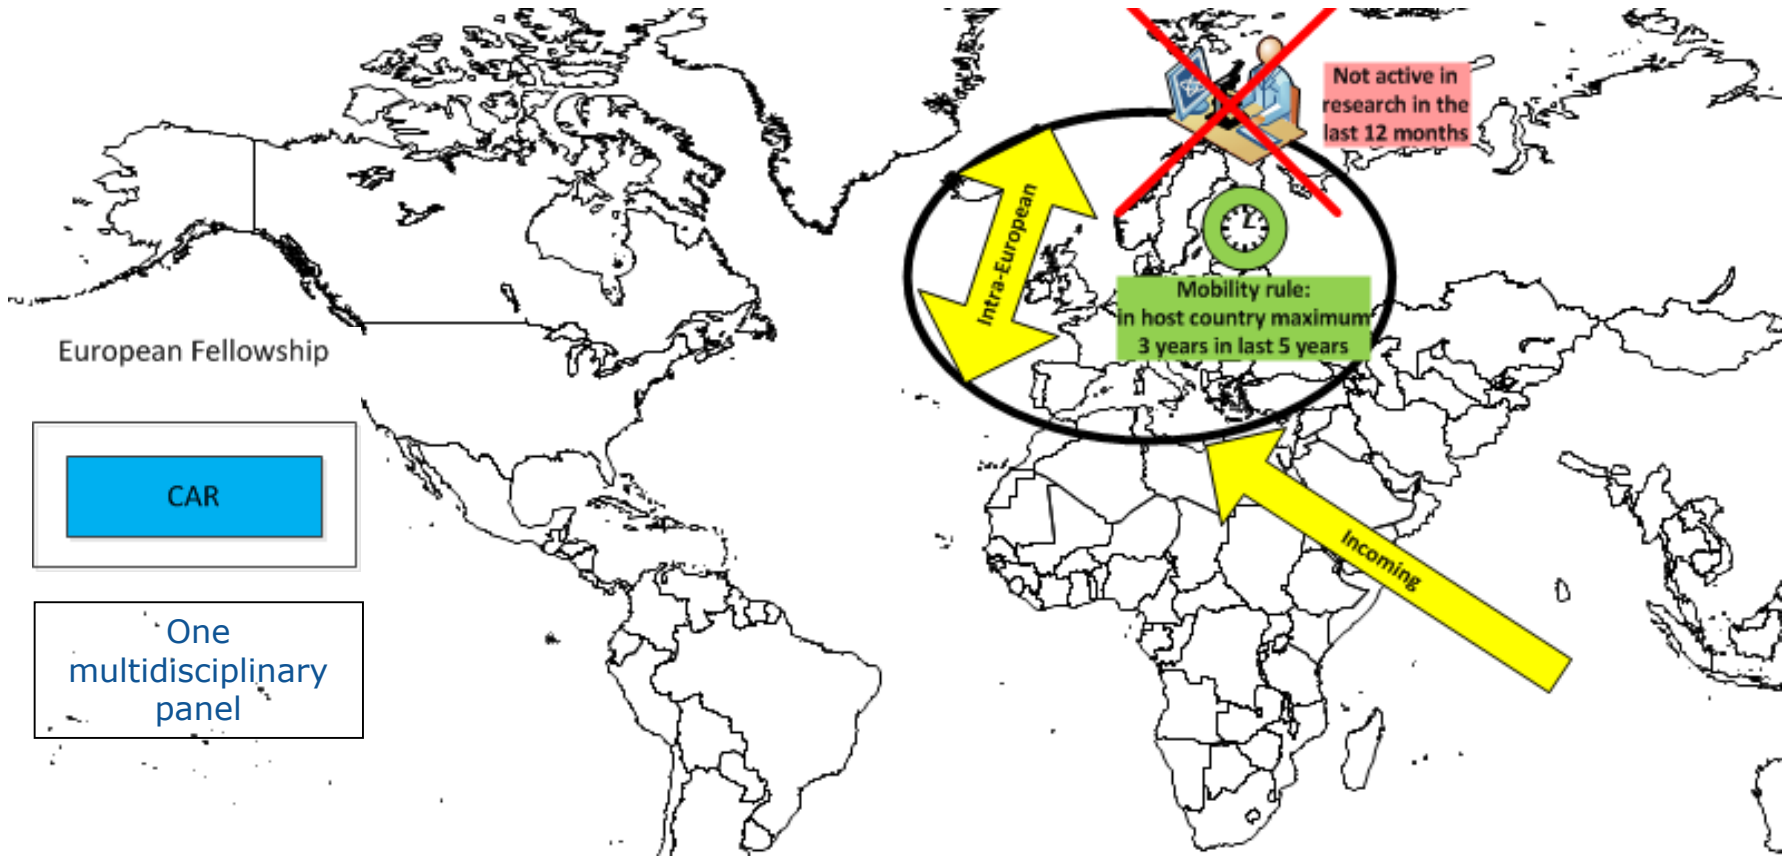 Not active in
research in the
last 12 months
Intra-European
Mobility rule:
in host country maximum
3 years in last 5 years
European Fellowship
CAR
Incoming
One
multidisciplinary
panel